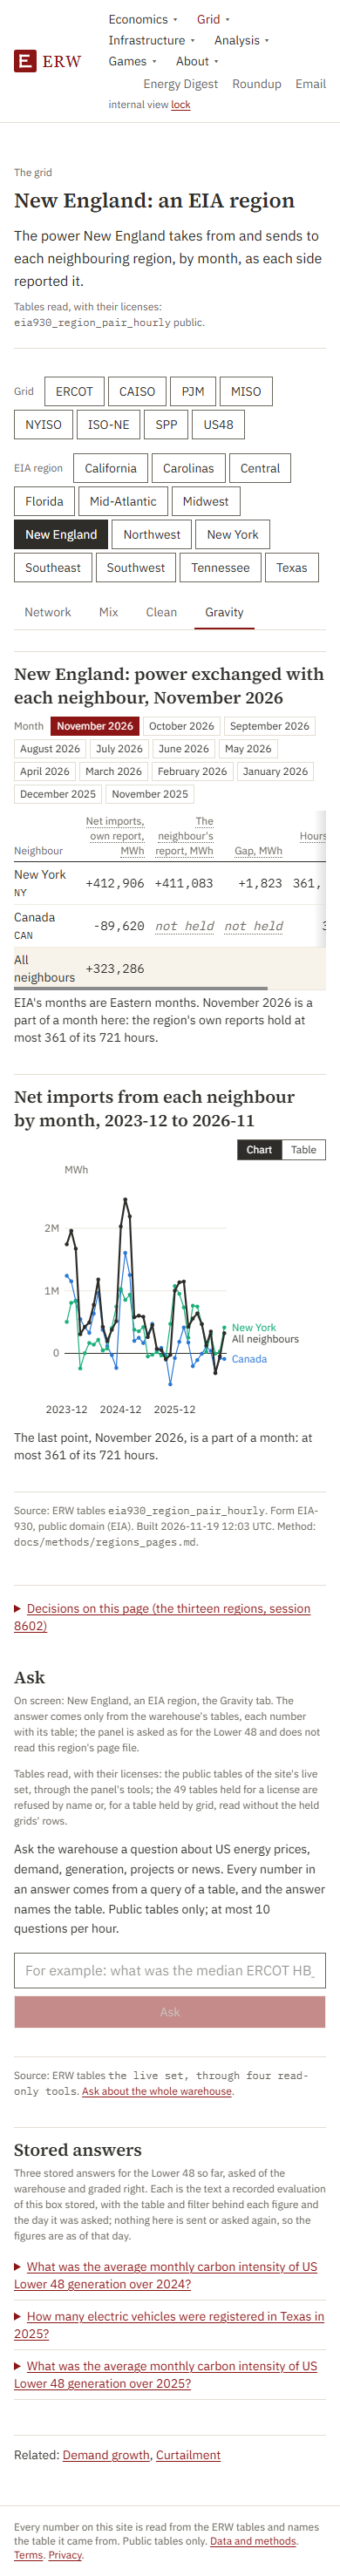 Economics ▾ Grid ▾
Infrastructure ▾ Analysis ▾
E ERW
Games ▾ About ▾
Energy Digest Roundup Email
internal view lock
The grid
New England: an EIA region
The power New England takes from and sends to
each neighbouring region, by month, as each side
reported it.
Tables read, with their licenses:
eia930_region_pair_hourly public.
Grid ERCOT CAISO PJM MISO
NYISO ISO-NE SPP US48
EIA region California Carolinas Central
Florida Mid-Atlantic Midwest
New England Northwest New York
Southeast Southwest Tennessee Texas
Network Mix Clean Gravity
New England: power exchanged with
each neighbour, November 2026
Month November 2026 October 2026 September 2026
August 2026 July 2026 June 2026 May 2026
April 2026 March 2026 February 2026 January 2026
December 2025 November 2025
Neighbour Net imports, own report, MWh The neighbour's report, MWh Gap, MWh Hours
New York NY +412,906 +411,083 +1,823 361,
Canada CAN -89,620 not held not held
All neighbours +323,286
EIA's months are Eastern months. November 2026 is a
part of a month here: the region's own reports hold at
most 361 of its 721 hours.
Net imports from each neighbour
by month, 2023-12 to 2026-11
Chart Table
MWh
2M
1M
0
New York
All neighbours
Canada
2023-12 2024-12 2025-12
The last point, November 2026, is a part of a month: at
most 361 of its 721 hours.
Source: ERW tables eia930_region_pair_hourly. Form EIA-
930, public domain (EIA). Built 2026-11-19 12:03 UTC. Method:
docs/methods/regions_pages.md.
▶ Decisions on this page (the thirteen regions, session
8602)
Ask
On screen: New England, an EIA region, the Gravity tab. The
answer comes only from the warehouse's tables, each number
with its table; the panel is asked as for the Lower 48 and does not
read this region's page file.
Tables read, with their licenses: the public tables of the site's live
set, through the panel's tools; the 49 tables held for a license are
refused by name or, for a table held by grid, read without the held
grids' rows.
Ask the warehouse a question about US energy prices,
demand, generation, projects or news. Every number in
an answer comes from a query of a table, and the answer
names the table. Public tables only; at most 10
questions per hour.
For example: what was the median ERCOT HB_
Ask
Source: ERW tables the live set, through four read-
only tools. Ask about the whole warehouse.
Stored answers
Three stored answers for the Lower 48 so far, asked of the
warehouse and graded right. Each is the text a recorded evaluation
of this box stored, with the table and filter behind each figure and
the day it was asked; nothing here is sent or asked again, so the
figures are as of that day.
▶ What was the average monthly carbon intensity of US
Lower 48 generation over 2024?
▶ How many electric vehicles were registered in Texas in
2025?
▶ What was the average monthly carbon intensity of US
Lower 48 generation over 2025?
Related: Demand growth, Curtailment
Every number on this site is read from the ERW tables and names
the table it came from. Public tables only. Data and methods.
Terms. Privacy.